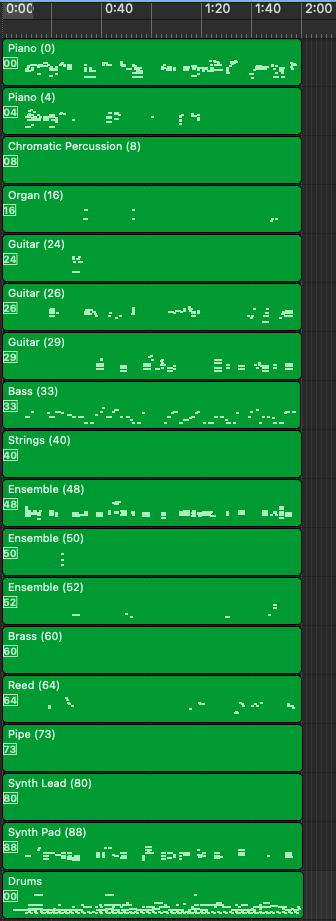 0:00 0:40 1:20 1:40 2:00
Piano (0)
00
Piano (4)
04
Chromatic Percussion (8)
08
Organ (16)
16
Guitar (24)
24
Guitar (26)
26
Guitar (29)
29
Bass (33)
33
Strings (40)
40
Ensemble (48)
48
Ensemble (50)
50
Ensemble (52)
52
Brass (60)
60
Reed (64)
64
Pipe (73)
73
Synth Lead (80)
80
Synth Pad (88)
88
Drums
00